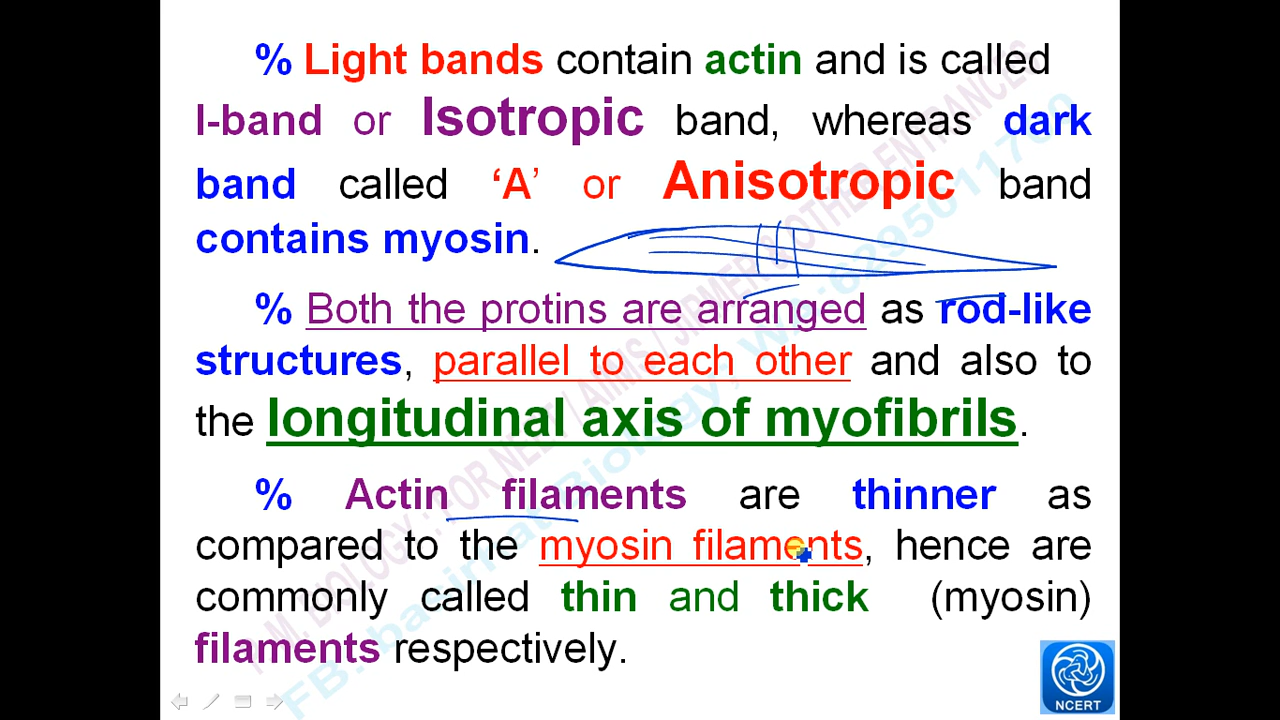 % Light bands contain actin and is called
I-band or Isotropic band, whereas dark
band called ‘A’ or Anisotropic band
contains myosin.
% Both the protins are arranged as rod-like
structures, parallel to each other and also to
the longitudinal axis of myofibrils.
% Actin filaments are thinner as
compared to the myosin filaments, hence are
commonly called thin and thick (myosin)
filaments respectively.
NCERT